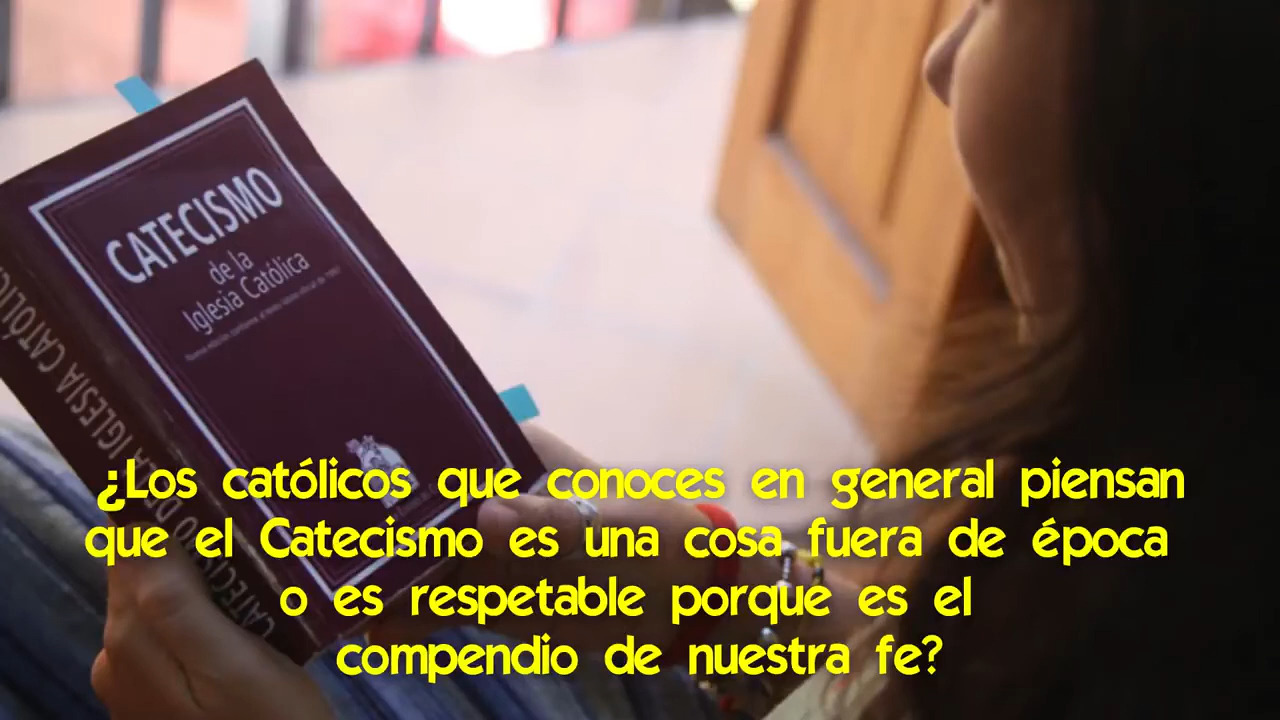 CATECISMO
de la
Iglesia Católica
¿Los católicos que conoces en general piensan
que el Catecismo es una cosa fuera de época
o es respetable porque es el
compendio de nuestra fe?